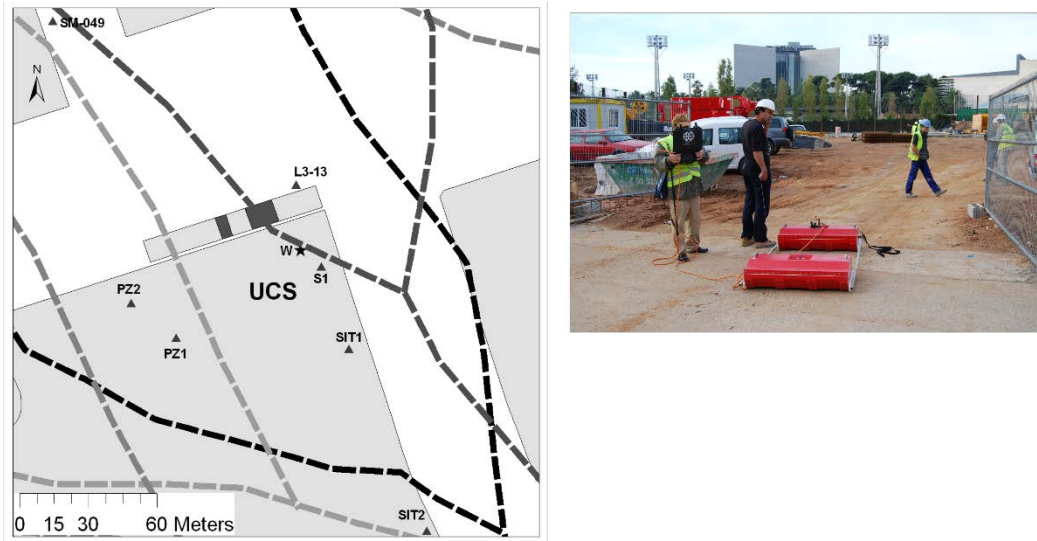 SM-049
N
L3-13
W
S1
UCS
PZ2
SIT1
PZ1
SIT2
0 15 30 60 Meters